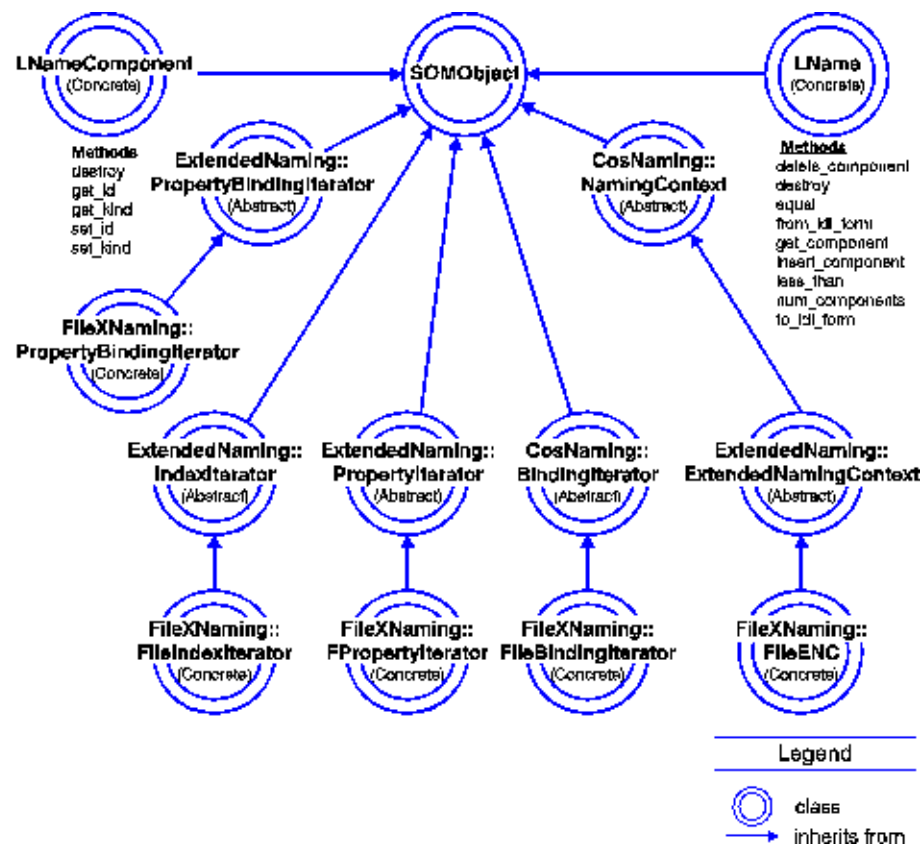 LNameComponent
(Concrete)
SOMObject
LName
(Concrete)
Methods
destroy
get_id
get_kind
set_id
set_kind
ExtendedNaming::
PropertyBindingIterator
(Abstract)
CosNaming::
NamingContext
(Abstract)
Methods
delete_component
destroy
equal
from_idl_form
get_component
insert_component
less_than
num_components
to_idl_form
FileXNaming::
PropertyBindingIterator
(Concrete)
ExtendedNaming::
IndexIterator
(Abstract)
ExtendedNaming::
PropertyIterator
(Abstract)
CosNaming::
BindingIterator
(Abstract)
ExtendedNaming::
ExtendedNamingContext
(Abstract)
FileXNaming::
FileIndexIterator
(Concrete)
FileXNaming::
FPropertyIterator
(Concrete)
FileXNaming::
FileBindingIterator
(Concrete)
FileXNaming::
FileENC
(Concrete)
Legend
class
inherits from